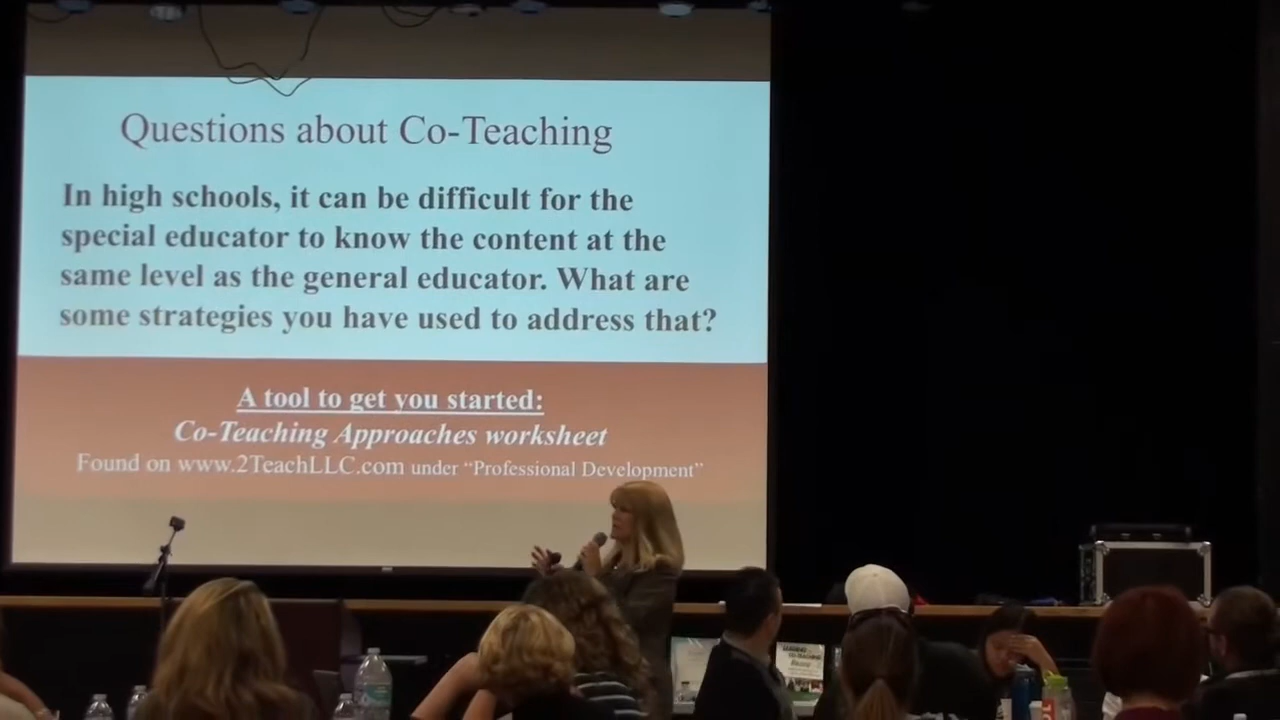 Questions about Co-Teaching
In high schools, it can be difficult for the
special educator to know the content at the
same level as the general educator. What are
some strategies you have used to address that?
A tool to get you started:
Co-Teaching Approaches worksheet
Found on www.2TeachLLC.com under “Professional Development”
CO-TEACHING